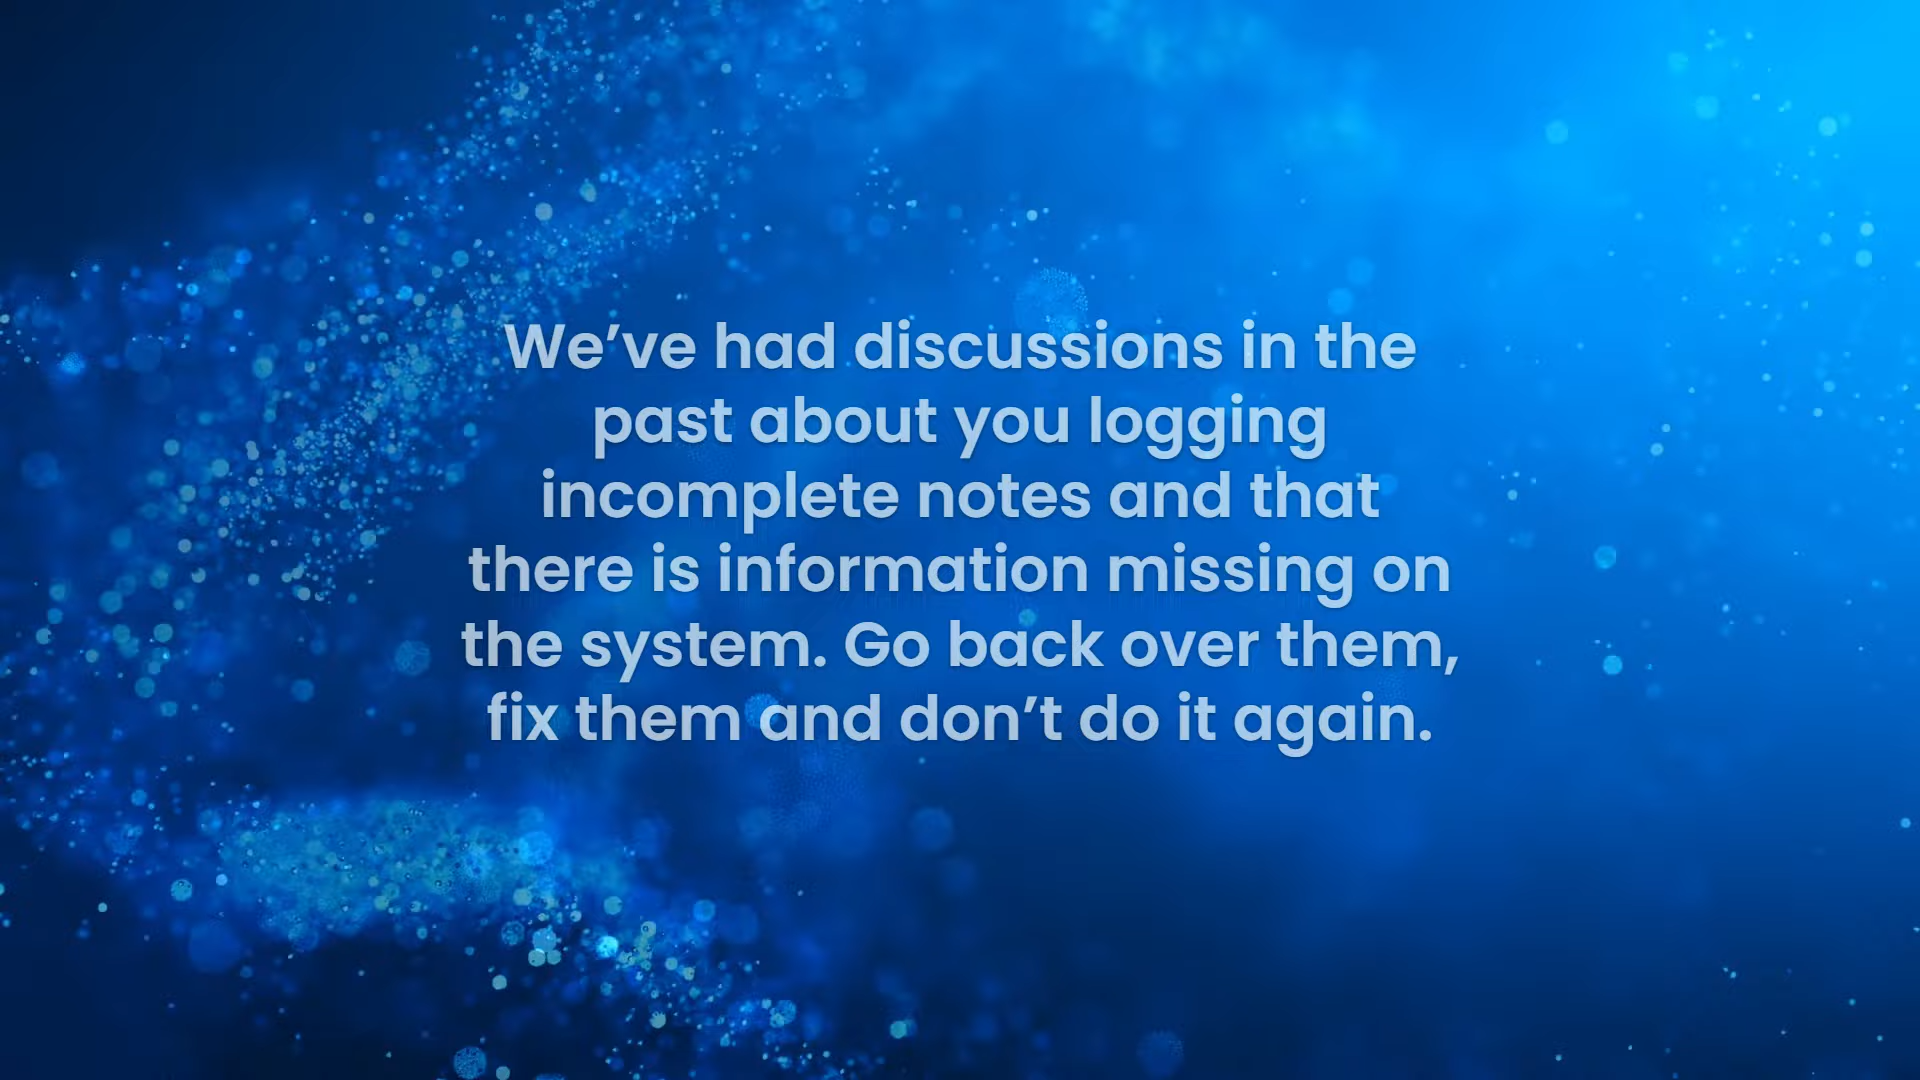 We’ve had discussions in the
past about you logging
incomplete notes and that
there is information missing on
the system. Go back over them,
fix them and don’t do it again.